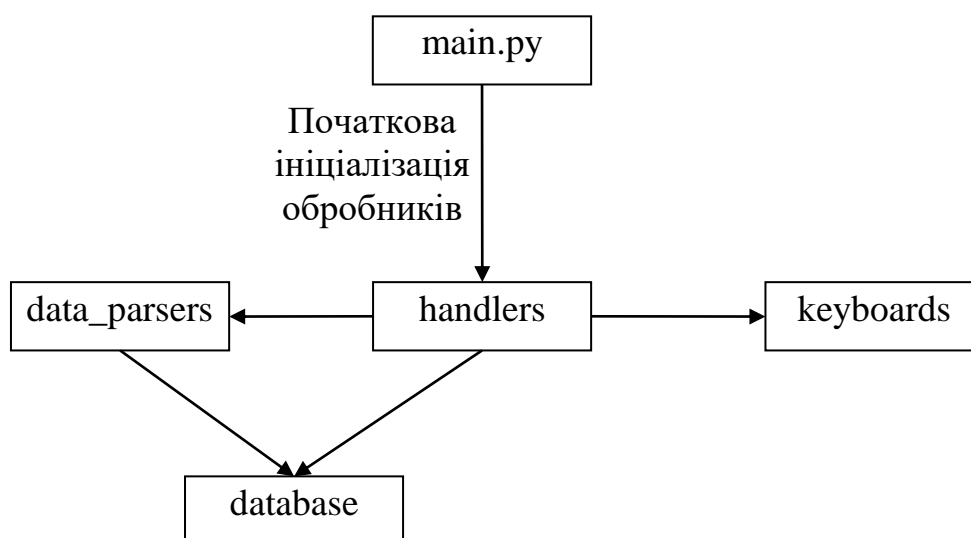 main.py
Початкова
ініціалізація
обробників
data_parsers
handlers
keyboards
database